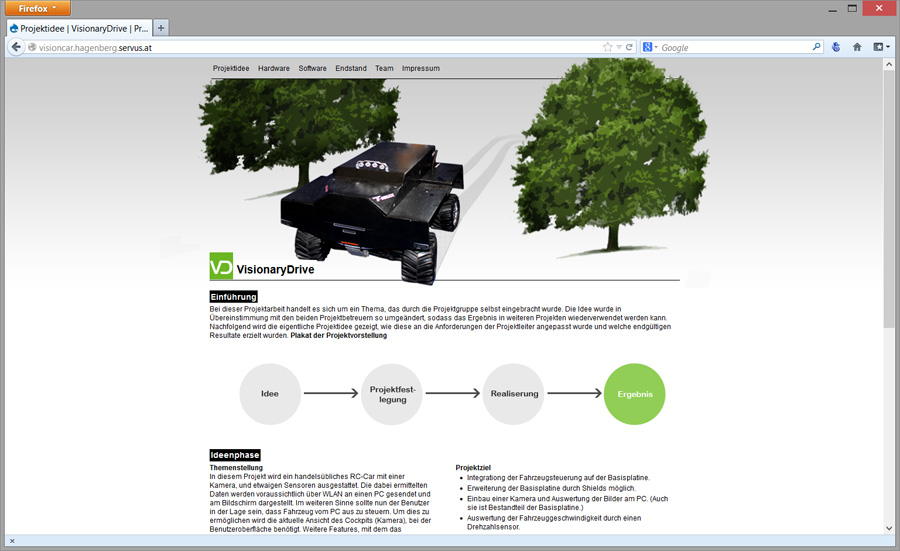 Firefox
Projektidee | VisionaryDrive | Pr...
visioncar.hagenberg.servus.at
Google
Projektidee Hardware Software Endstand Team Impressum
VD VisionaryDrive
Einführung
Bei dieser Projektarbeit handelt es sich um ein Thema, das durch die Projektgruppe selbst eingebracht wurde. Die Idee wurde in
Übereinstimmung mit den beiden Projektbetreuern so umgeändert, sodass das Ergebnis in weiteren Projekten wiederverwendet werden kann.
Nachfolgend wird die eigentliche Projektidee gezeigt, wie diese an die Anforderungen der Projektleiter angepasst wurde und welche endgültigen
Resultate erzielt wurden. Plakat der Projektvorstellung
Idee
Projektfest-
legung
Realiserung
Ergebnis
Ideenphase
Themenstellung
In diesem Projekt wird ein handelsübliches RC-Car mit einer
Kamera, und etwaigen Sensoren ausgestattet. Die dabei ermittelten
Daten werden voraussichtlich über WLAN an einen PC gesendet und
am Bildschirm dargestellt. Im weiteren Sinne sollte nun der Benutzer
in der Lage sein, dass Fahrzeug vom PC aus zu steuern. Um dies zu
ermöglichen wird die aktuelle Ansicht des Cockpits (Kamera), bei der
Benutzeroberfläche benötigt. Weitere Features, mit dem das
Projektziel
Integrationg der Fahrzeugsteuerung auf der Basisplatine.
Erweiterung der Basisplatine durch Shields möglich.
Einbau einer Kamera und Auswertung der Bilder am PC. (Auch
sie ist Bestandteil der Basisplatine.)
Auswertung der Fahrzeuggeschwindigkeit durch einen
Drehzahlsensor.